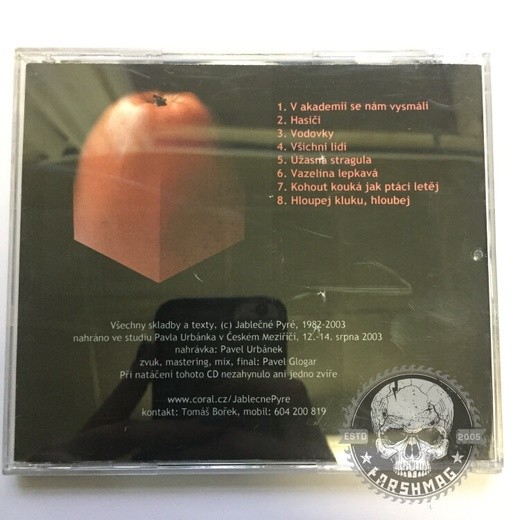 1. V akademii se nám vysmáli
2. Hasiči
3. Vodovky
4. Všichni lidi
5. Úžasná stragula
6. Vazelína lepkavá
7. Kohout kouká jak ptáci letěj
8. Hloupej kluku, hloubej
Všechny skladby a texty, (c) Jablečné Pyré, 1982-2003
nahráno ve studiu Pavla Urbánka v Českém Meziříčí, 12.-14. srpna 2003
nahrávka: Pavel Urbánek
zvuk, mastering, mix, final: Pavel Glogar
Při natáčení tohoto CD nezahynulo ani jedno zvíře
www.coral.cz/JablecnePyre
kontakt: Tomáš Bořek, mobil: 604 200 819
ESTD 2005
FARSHMAG